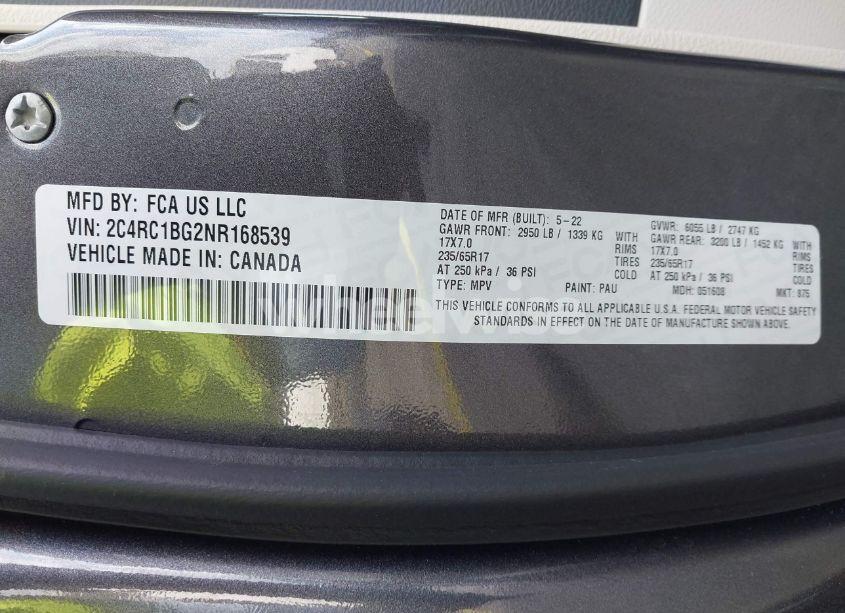 MFD BY: FCA US LLC
VIN: 2C4RC1BG2NR168539
VEHICLE MADE IN: CANADA
DATE OF MFR (BUILT): 5-22
GAWR FRONT: 2950 LB / 1339 KG WITH
17X7.0 RIMS
235/65R17 TIRES
AT 250 kPa / 36 PSI COLD
TYPE: MPV PAINT: PAU
GVWR: 6055 LB / 2747 KG
GAWR REAR: 3200 LB / 1452 KG WITH
17X7.0 RIMS
235/65R17 TIRES
AT 250 kPa / 36 PSI COLD
MDH: 051608 MKT: 875
THIS VEHICLE CONFORMS TO ALL APPLICABLE U.S.A. FEDERAL MOTOR VEHICLE SAFETY
STANDARDS IN EFFECT ON THE DATE OF MANUFACTURE SHOWN ABOVE.